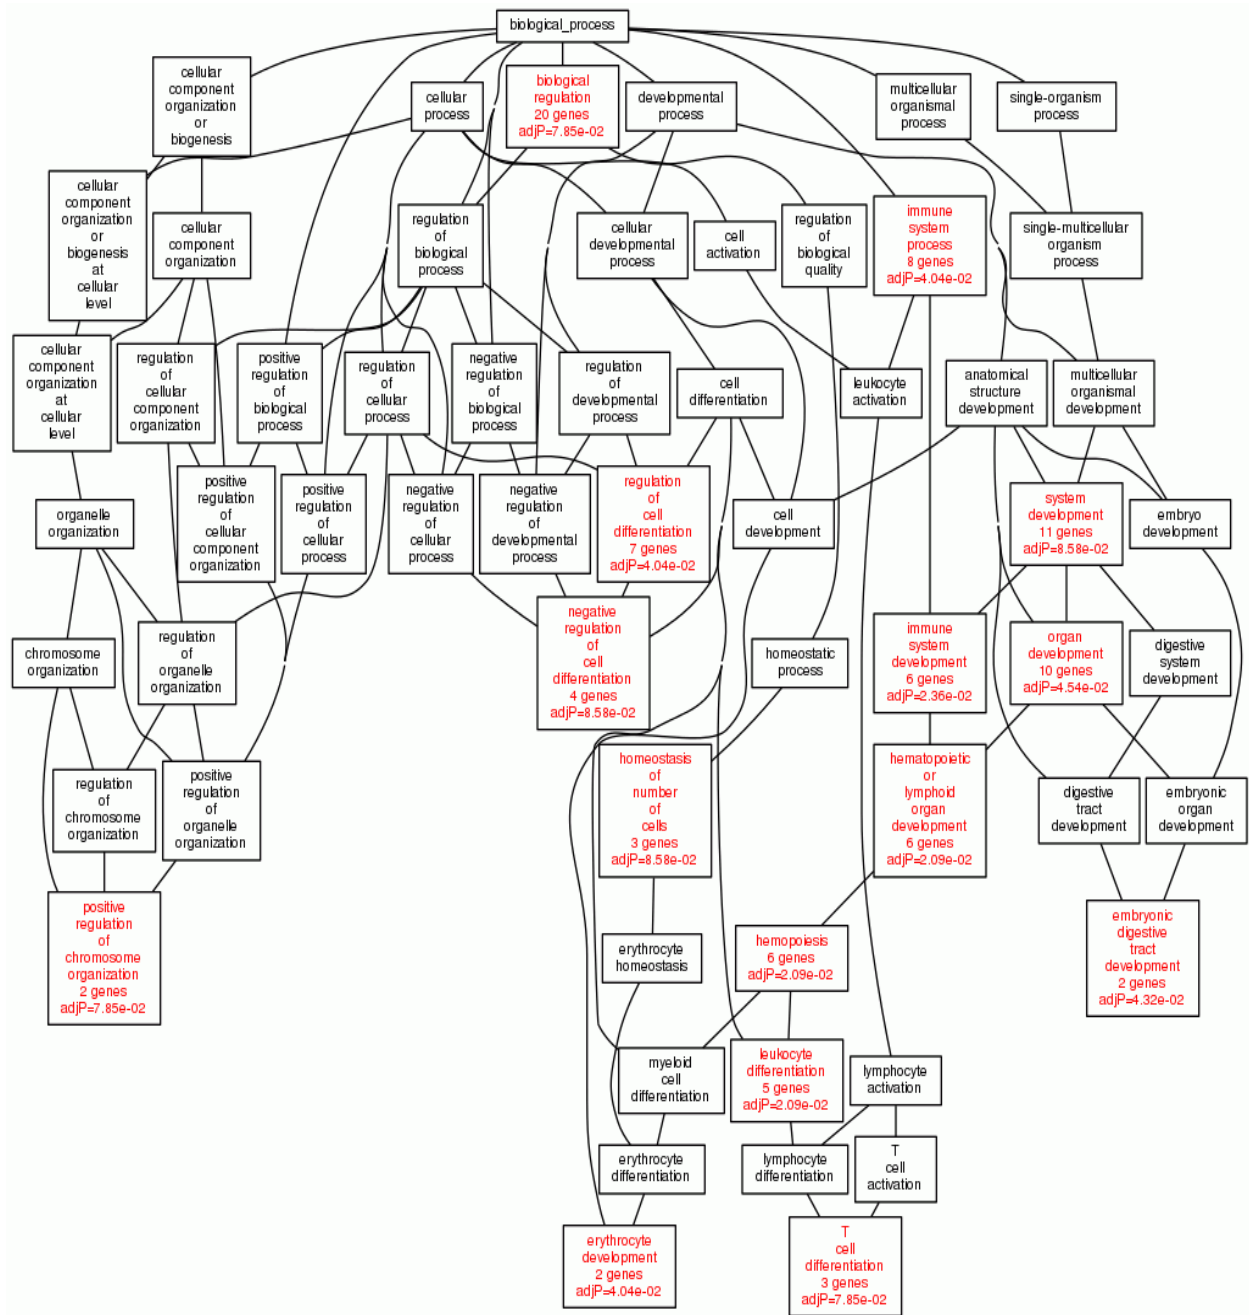 biological_process
cellular
component
organization
or
biogenesis
cellular
process
biological
regulation
20 genes
adjP=7.85e-02
developmental
process
multicellular
organismal
process
single-organism
process
cellular
component
organization
or
biogenesis
at
cellular
level
cellular
component
organization
regulation
of
biological
process
cellular
developmental
process
cell
activation
regulation
of
biological
quality
immune
system
process
8 genes
adjP=4.04e-02
single-multicellular
organism
process
cellular
component
organization
at
cellular
level
regulation
of
cellular
component
organization
positive
regulation
of
biological
process
regulation
of
cellular
process
negative
regulation
of
biological
process
regulation
of
developmental
process
cell
differentiation
leukocyte
activation
anatomical
structure
development
multicellular
organismal
development
organelle
organization
positive
regulation
of
cellular
component
organization
positive
regulation
of
cellular
process
negative
regulation
of
cellular
process
negative
regulation
of
developmental
process
regulation
of
cell
differentiation
7 genes
adjP=4.04e-02
cell
development
system
development
11 genes
adjP=8.58e-02
embryo
development
chromosome
organization
regulation
of
organelle
organization
negative
regulation
of
cell
differentiation
4 genes
adjP=8.58e-02
homeostatic
process
immune
system
development
6 genes
adjP=2.36e-02
organ
development
10 genes
adjP=4.54e-02
digestive
system
development
regulation
of
chromosome
organization
positive
regulation
of
organelle
organization
homeostasis
of
number
of
cells
3 genes
adjP=8.58e-02
hematopoietic
or
lymphoid
organ
development
6 genes
adjP=2.09e-02
digestive
tract
development
embryonic
organ
development
positive
regulation
of
chromosome
organization
2 genes
adjP=7.85e-02
erythrocyte
homeostasis
hemopoiesis
6 genes
adjP=2.09e-02
embryonic
digestive
tract
development
2 genes
adjP=4.32e-02
myeloid
cell
differentiation
leukocyte
differentiation
5 genes
adjP=2.09e-02
lymphocyte
activation
erythrocyte
differentiation
lymphocyte
differentiation
T
cell
activation
erythrocyte
development
2 genes
adjP=4.04e-02
T
cell
differentiation
3 genes
adjP=7.85e-02